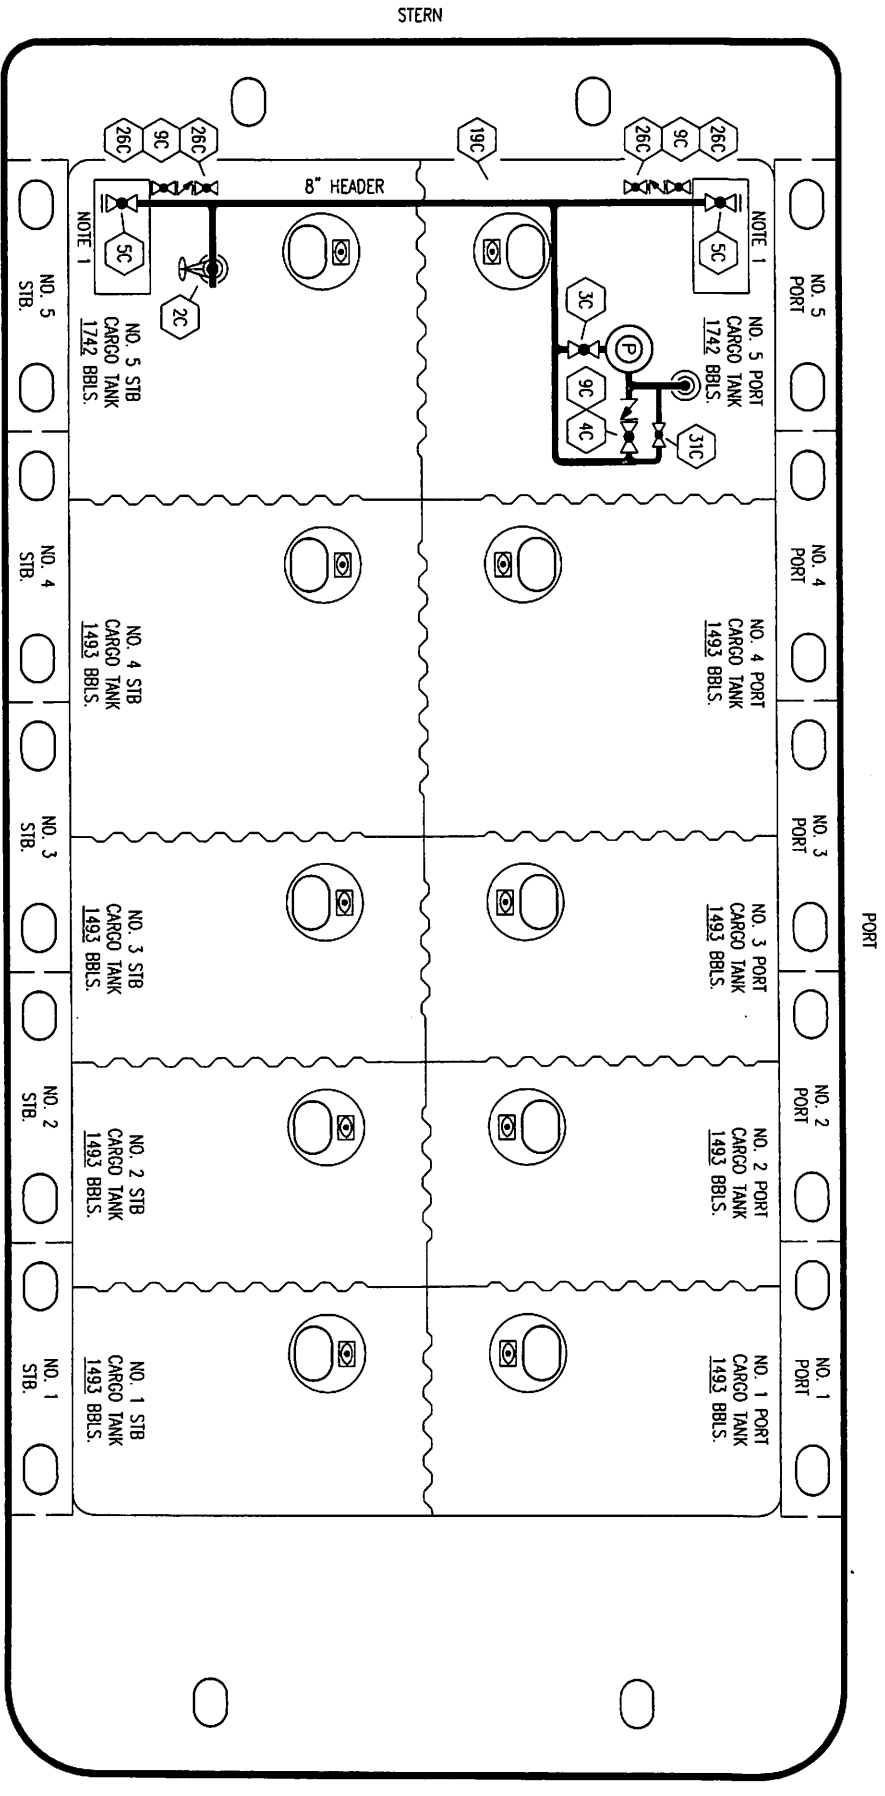 STERN
26C
9C
26C
19C
26C
9C
26C
8" HEADER
NOTE 1
5C
2C
NOTE 1
5C
3C
P
9C
4C
31C
NO. 5
STB.
NO. 5 STB
CARGO TANK
1742 BBLS.
NO. 5 PORT
CARGO TANK
1742 BBLS.
NO. 5
PORT
NO. 4
STB.
NO. 4 STB
CARGO TANK
1493 BBLS.
NO. 4 PORT
CARGO TANK
1493 BBLS.
NO. 4
PORT
NO. 3
STB.
NO. 3 STB
CARGO TANK
1493 BBLS.
NO. 3 PORT
CARGO TANK
1493 BBLS.
NO. 3
PORT
PORT
NO. 2
STB.
NO. 2 STB
CARGO TANK
1493 BBLS.
NO. 2 PORT
CARGO TANK
1493 BBLS.
NO. 2
PORT
NO. 1
STB.
NO. 1 STB
CARGO TANK
1493 BBLS.
NO. 1 PORT
CARGO TANK
1493 BBLS.
NO. 1
PORT